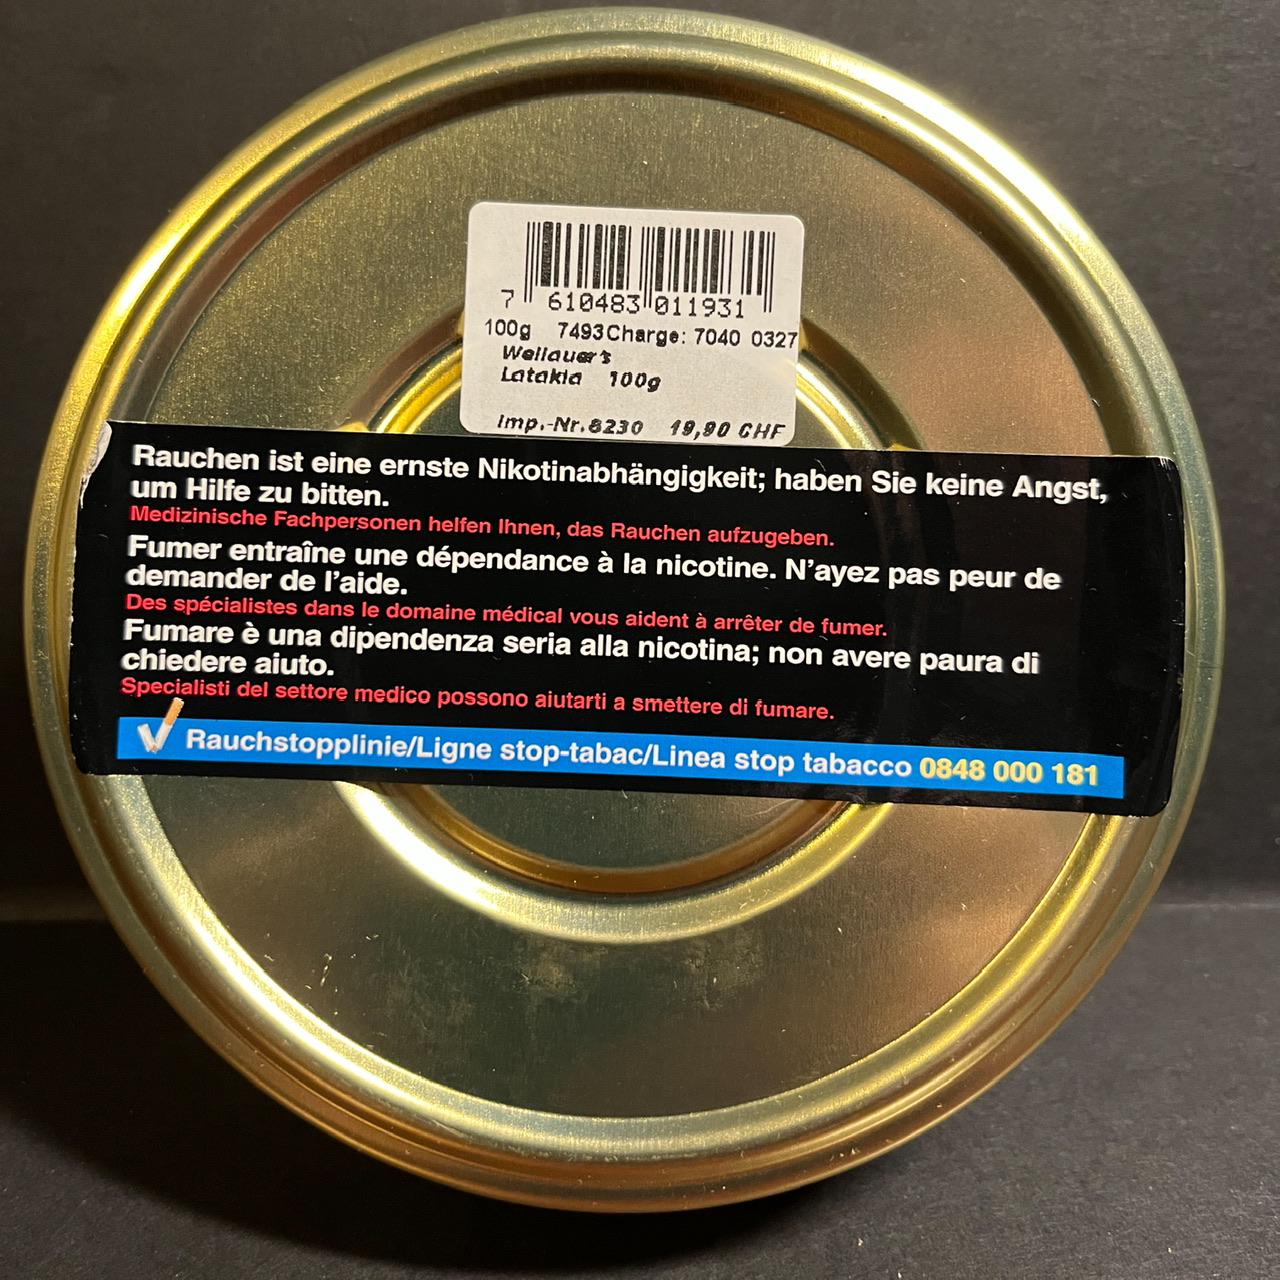 7 610483 011931
100g 7493Charge: 7040 0327
Wellauer's
Latakia 100g
Imp.-Nr.8230 19,90 CHF
Rauchen ist eine ernste Nikotinabhängigkeit; haben Sie keine Angst,
um Hilfe zu bitten.
Medizinische Fachpersonen helfen Ihnen, das Rauchen aufzugeben.
Fumer entraîne une dépendance à la nicotine. N'ayez pas peur de
demander de l'aide.
Des spécialistes dans le domaine médical vous aident à arrêter de fumer.
Fumare è una dipendenza seria alla nicotina; non avere paura di
chiedere aiuto.
Specialisti del settore medico possono aiutarti a smettere di fumare.
Rauchstopplinie/Ligne stop-tabac/Linea stop tabacco 0848 000 181